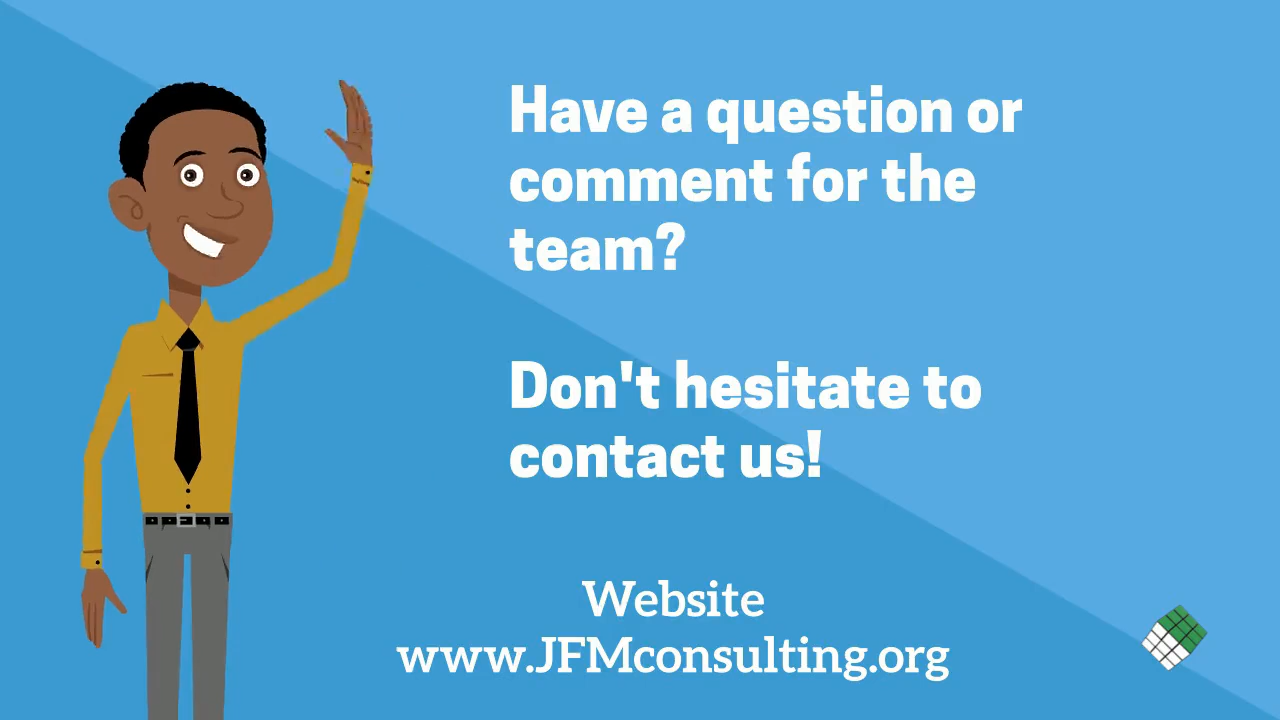 Have a question or
comment for the
team?
Don't hesitate to
contact us!
Website
www.JFMconsulting.org